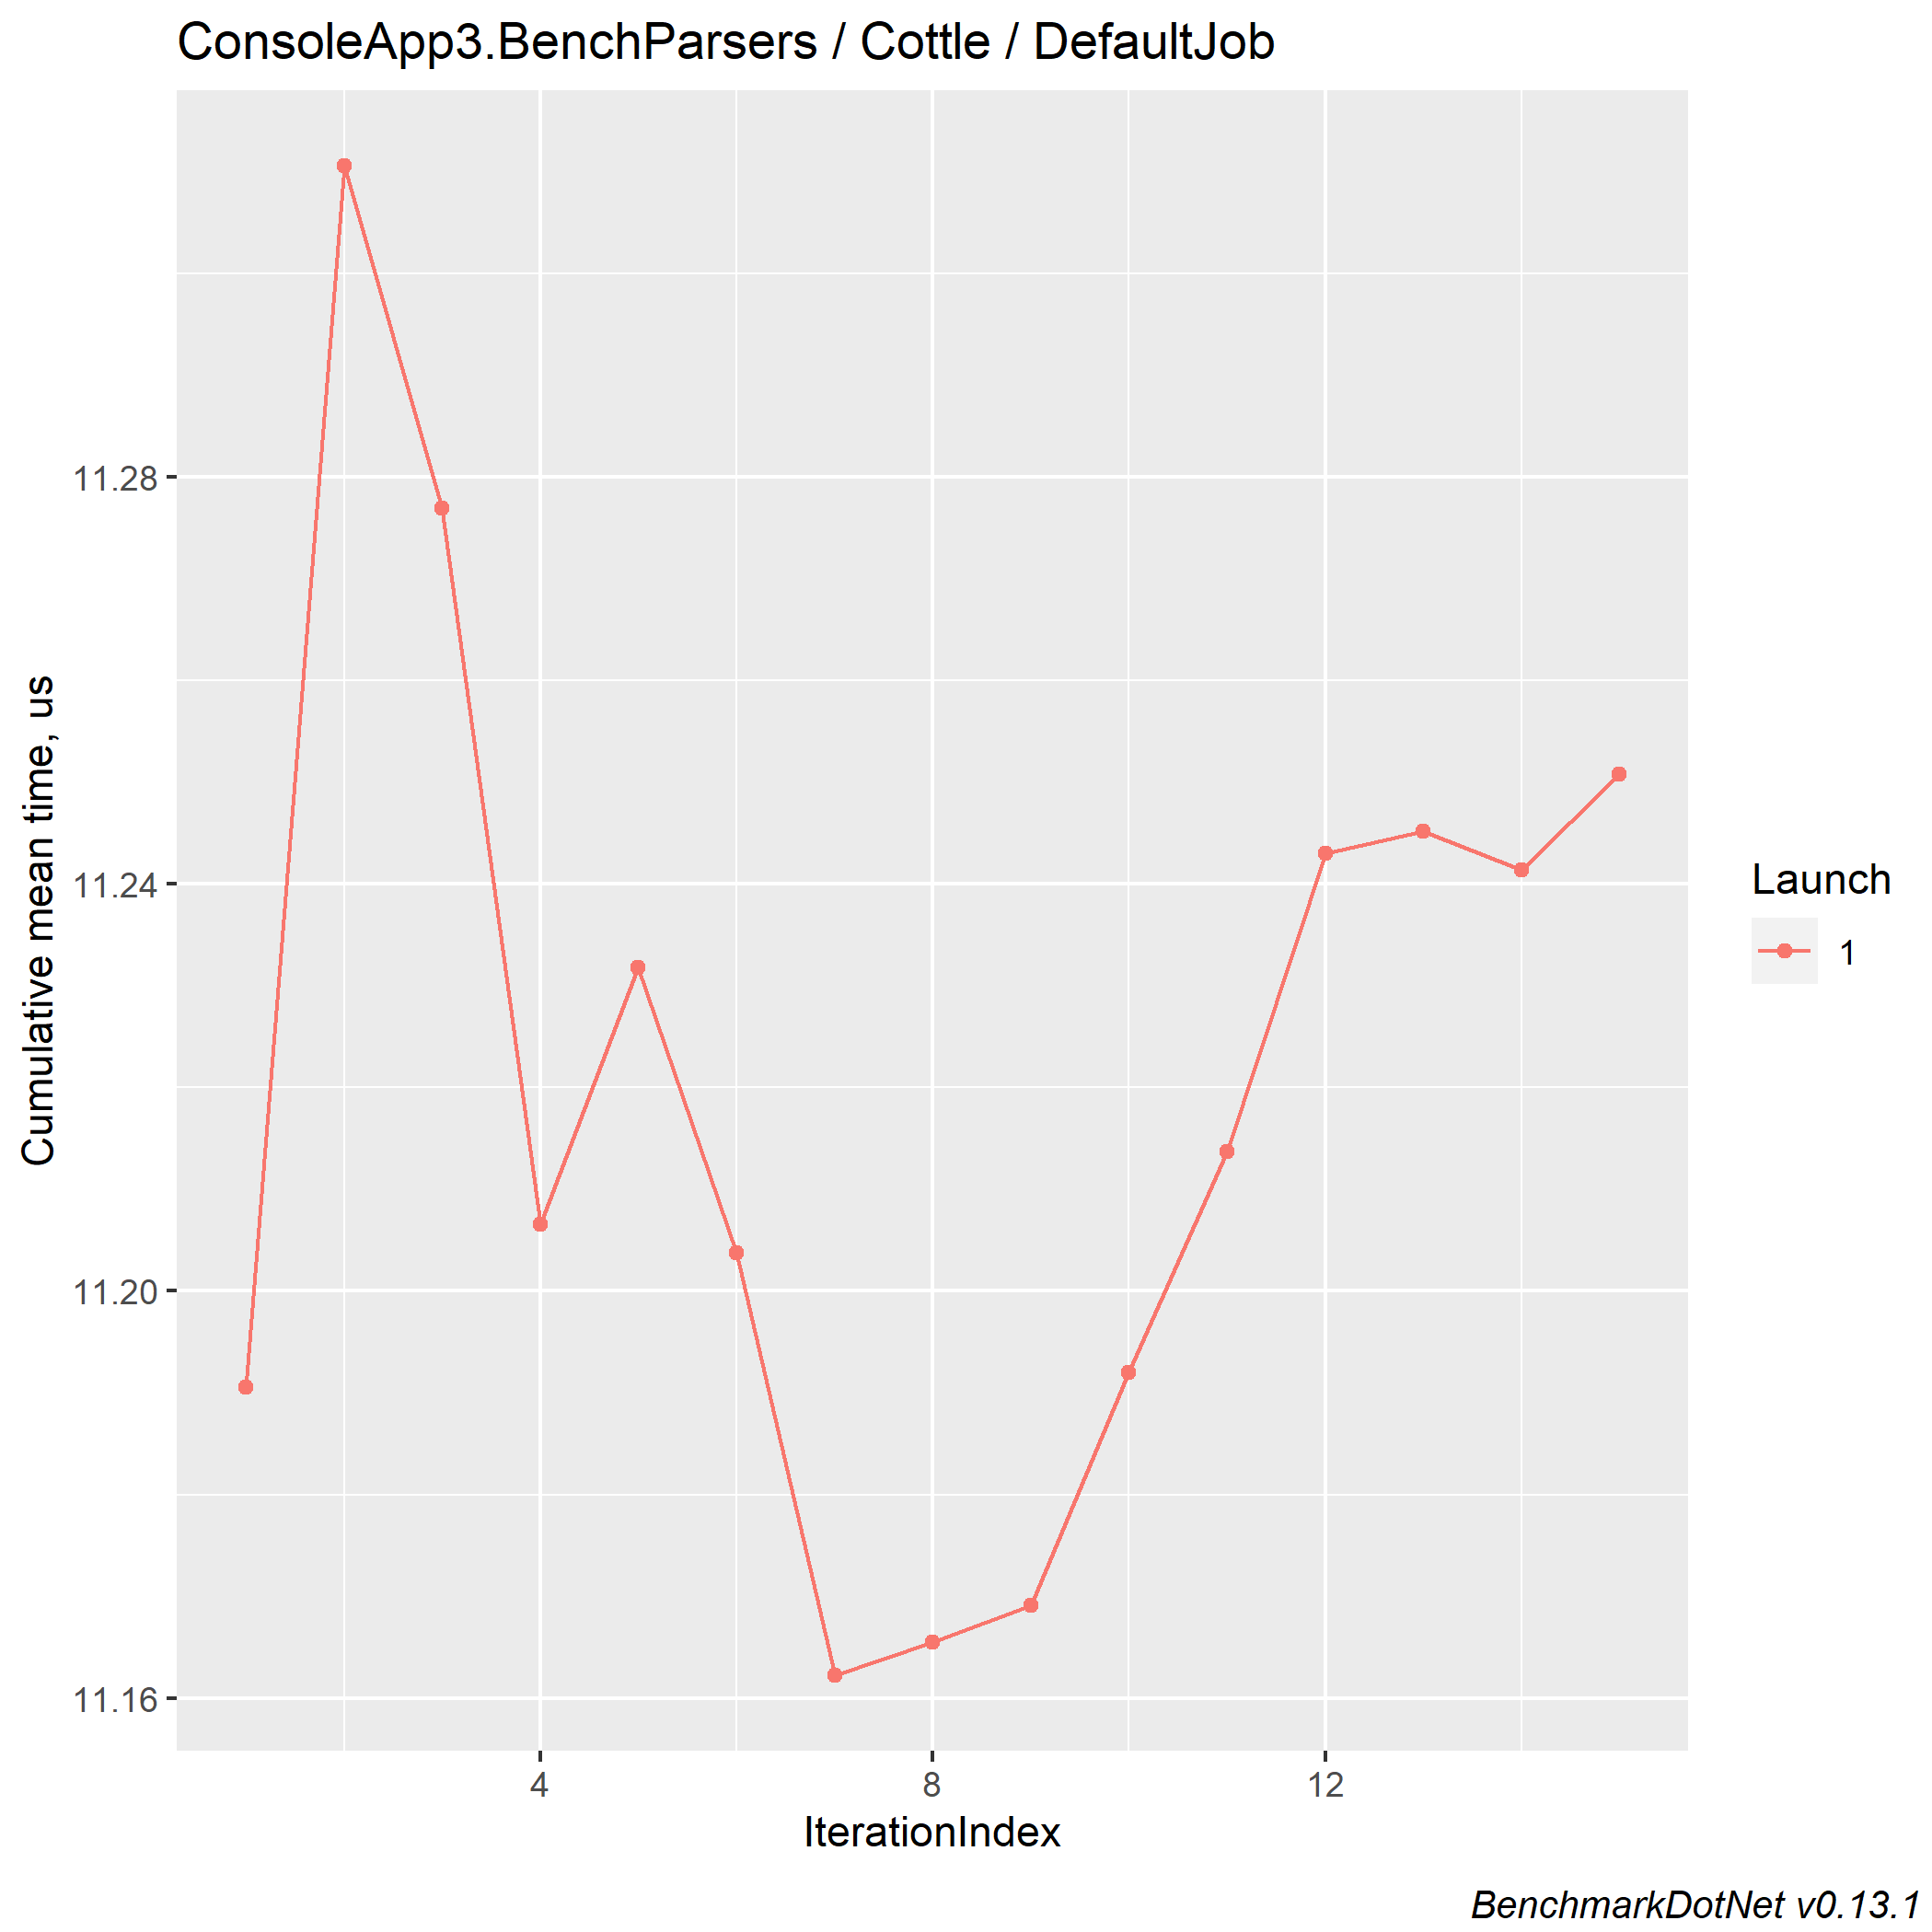 ConsoleApp3.BenchParsers / Cottle / DefaultJob
Cumulative mean time, us
11.28
11.24
11.20
11.16
4
8
12
IterationIndex
Launch
1
BenchmarkDotNet v0.13.1